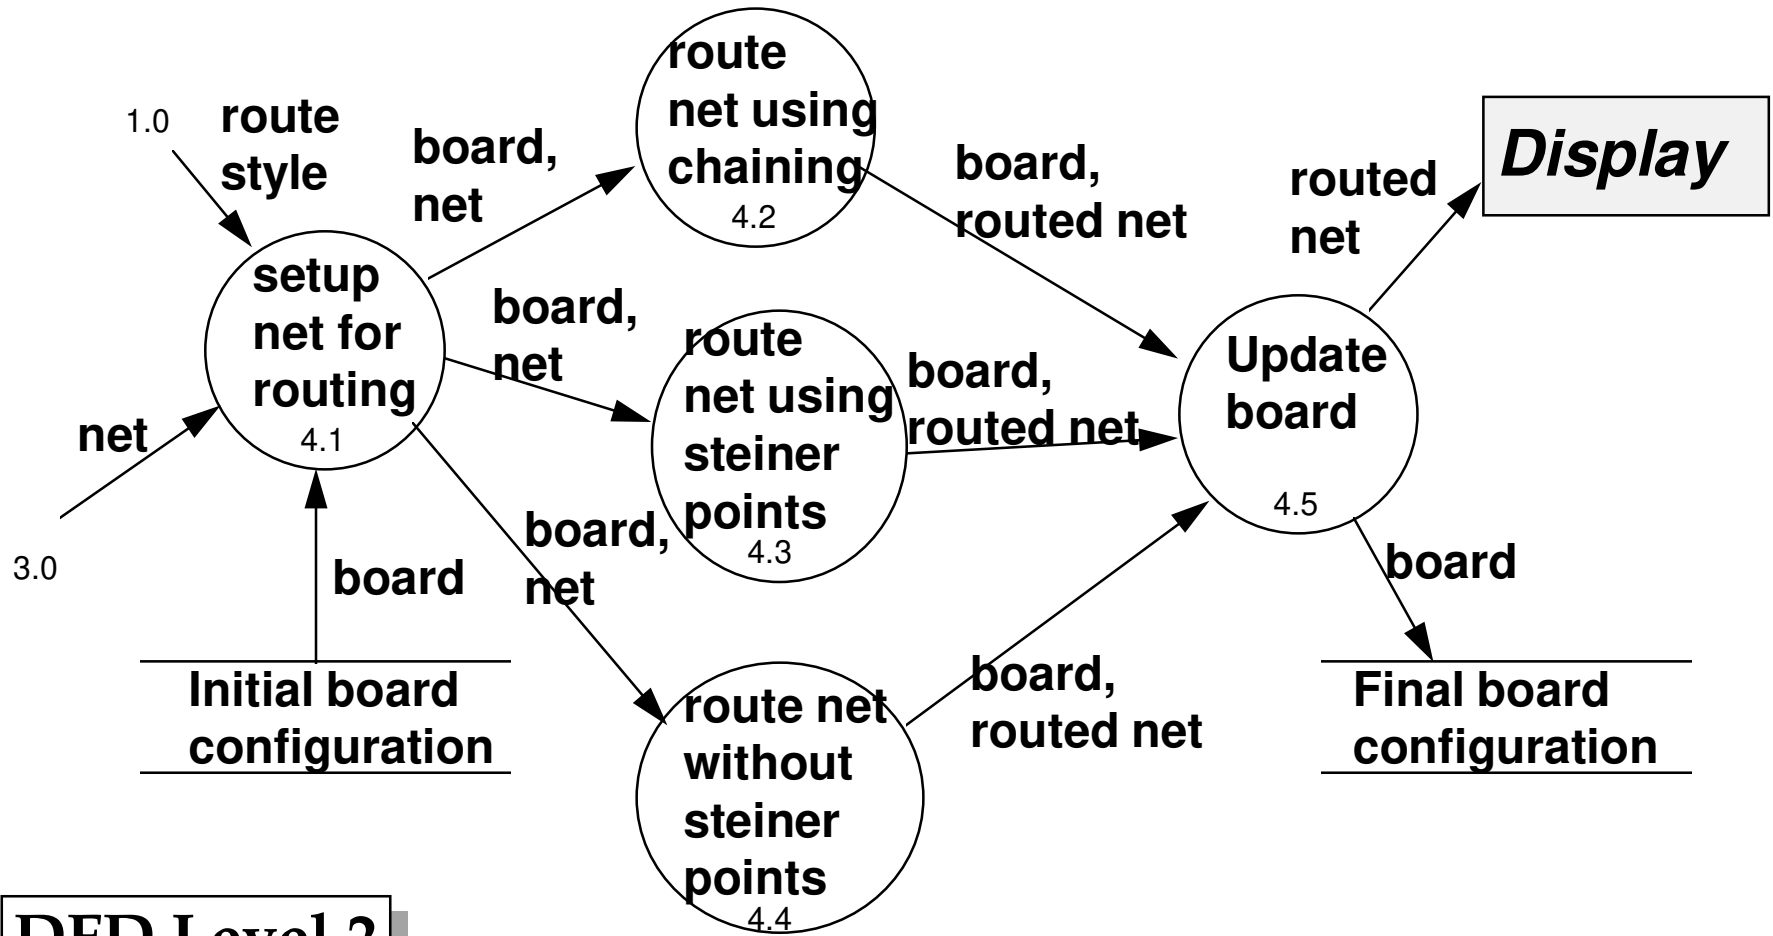 1.0
route
style
board,
net
route
net using
chaining
4.2
board,
routed net
routed
net
Display
setup
net for
routing
4.1
net
3.0
board,
net
route
net using
steiner
points
4.3
board,
routed net
Update
board
4.5
board
board,
net
board
Initial board
configuration
route net
without
steiner
points
4.4
board,
routed net
Final board
configuration
DFD Level 2